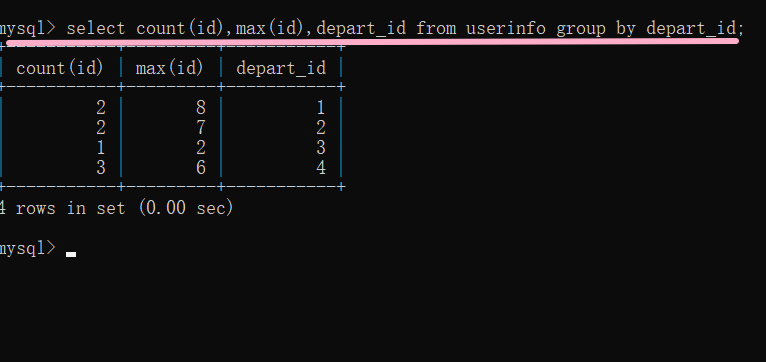 mysql> select count(id),max(id),depart_id from userinfo group by depart_id;
+-----------+---------+-----------+
| count(id) | max(id) | depart_id |
+-----------+---------+-----------+
| 2 | 8 | 1 |
| 2 | 7 | 2 |
| 1 | 2 | 3 |
| 3 | 6 | 4 |
+-----------+---------+-----------+
4 rows in set (0.00 sec)
mysql>